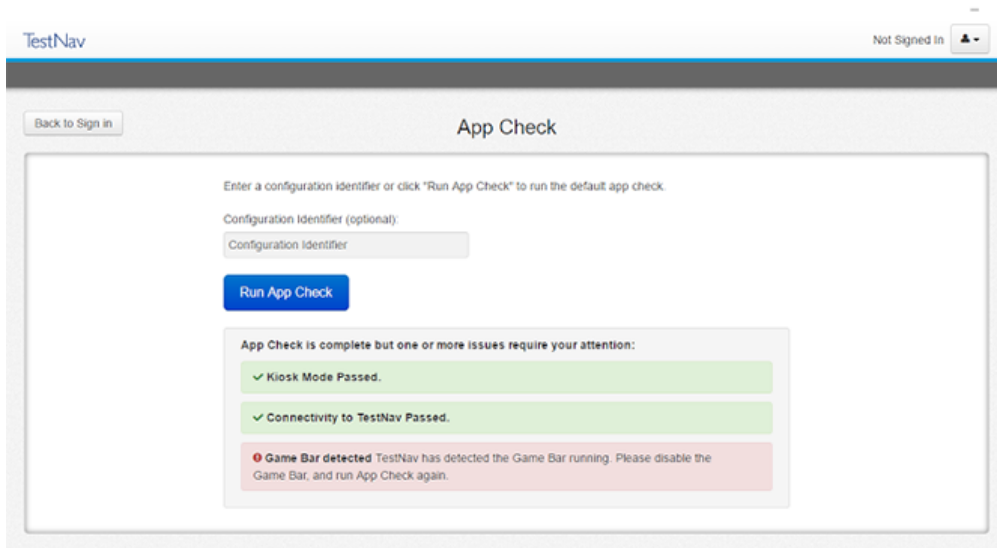 TestNav
Not Signed In
Back to Sign in
App Check
Enter a configuration identifier or click "Run App Check" to run the default app check.
Configuration Identifier (optional):
Configuration Identifier
Run App Check
App Check is complete but one or more issues require your attention:
Kiosk Mode Passed.
Connectivity to TestNav Passed.
Game Bar detected TestNav has detected the Game Bar running. Please disable the
Game Bar, and run App Check again.